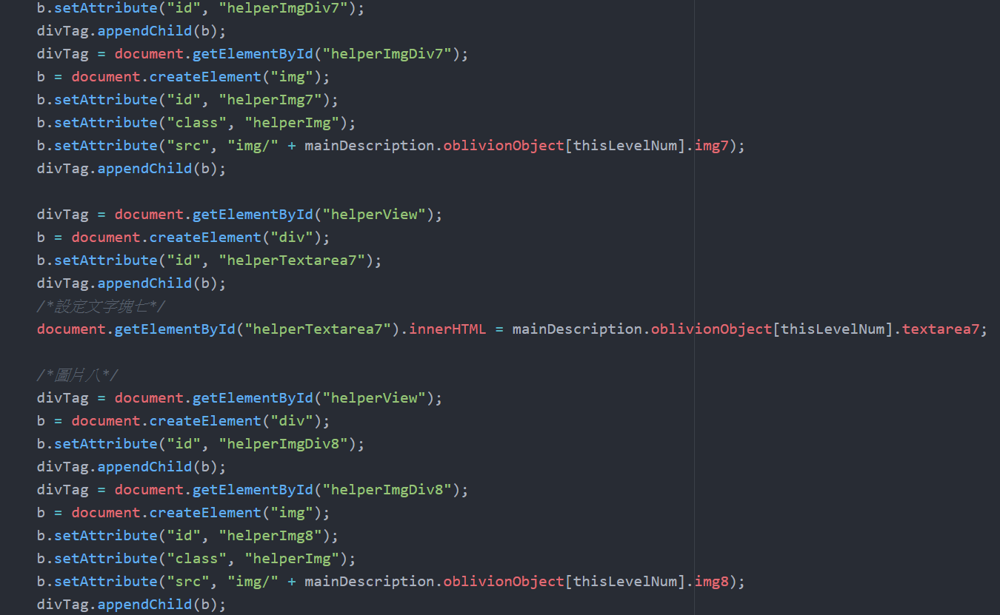 b.setAttribute("id", "helperImgDiv7");
divTag.appendChild(b);
divTag = document.getElementById("helperImgDiv7");
b = document.createElement("img");
b.setAttribute("id", "helperImg7");
b.setAttribute("class", "helperImg");
b.setAttribute("src", "img/" + mainDescription.oblivionObject[thisLevelNum].img7);
divTag.appendChild(b);
divTag = document.getElementById("helperView");
b = document.createElement("div");
b.setAttribute("id", "helperTextarea7");
divTag.appendChild(b);
/*設定文字塊七*/
document.getElementById("helperTextarea7").innerHTML = mainDescription.oblivionObject[thisLevelNum].textarea7;
/*圖片八*/
divTag = document.getElementById("helperView");
b = document.createElement("div");
b.setAttribute("id", "helperImgDiv8");
divTag.appendChild(b);
divTag = document.getElementById("helperImgDiv8");
b = document.createElement("img");
b.setAttribute("id", "helperImg8");
b.setAttribute("class", "helperImg");
b.setAttribute("src", "img/" + mainDescription.oblivionObject[thisLevelNum].img8);
divTag.appendChild(b);